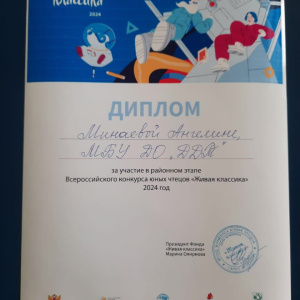 классика
2024
ДИПЛОМ
Минаевой Ангелине,
МБУ ДО „ДДТ"
за участие в районном этапе
Всероссийского конкурса юных чтецов «Живая классика»
2024 год
Президент Фонда
«Живая классика»
Марина Смирнова